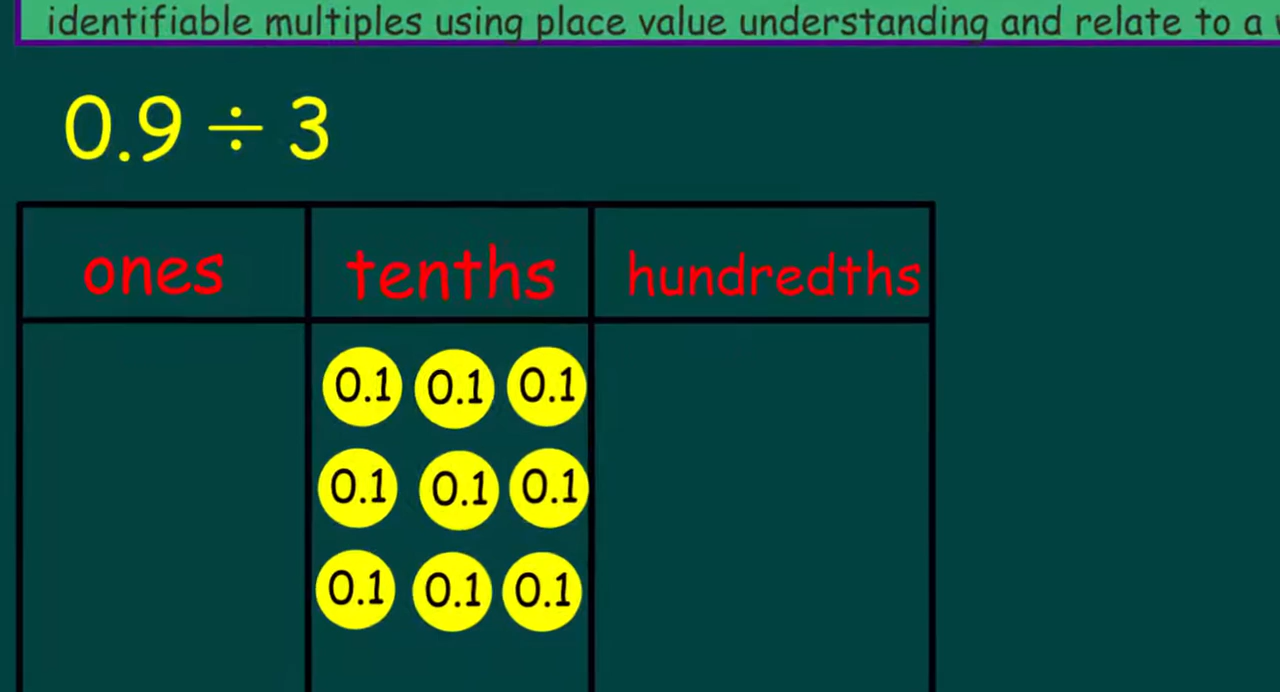 identifiable multiples using place value understanding and relate to a
0.9 ÷ 3
ones tenths hundredths
0.1 0.1 0.1
0.1 0.1 0.1
0.1 0.1 0.1